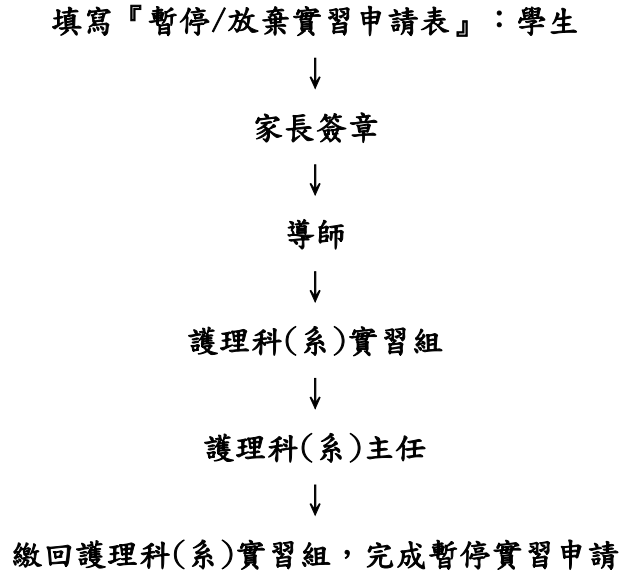 填寫『暫停/放棄實習申請表』：學生
↓
家長簽章
↓
導師
↓
護理科(系)實習組
↓
護理科(系)主任
↓
繳回護理科(系)實習組，完成暫停實習申請